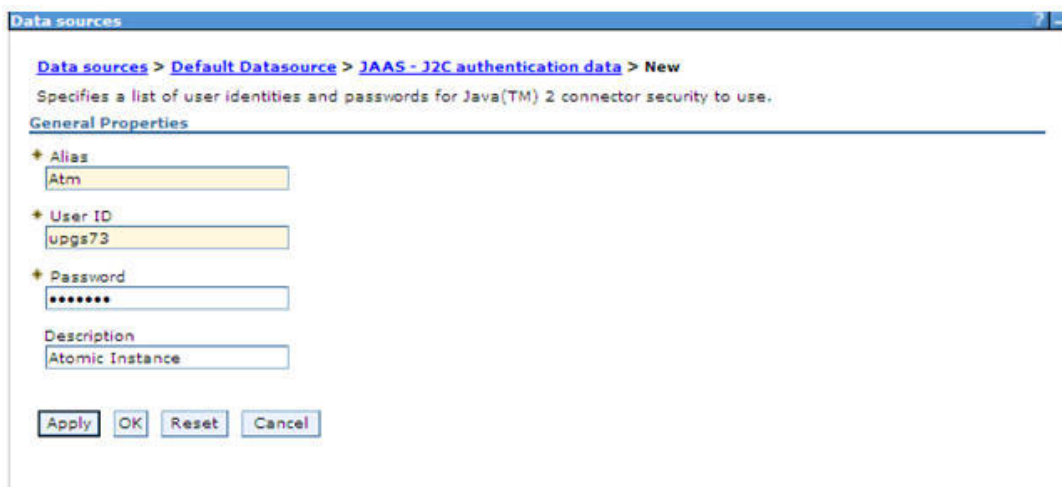 Data sources ? –
Data sources > Default Datasource > JAAS - J2C authentication data > New
Specifies a list of user identities and passwords for Java(TM) 2 connector security to use.
General Properties
Alias
Atm
User ID
upgs73
Password
•••••••
Description
Atomic Instance
Apply OK Reset Cancel